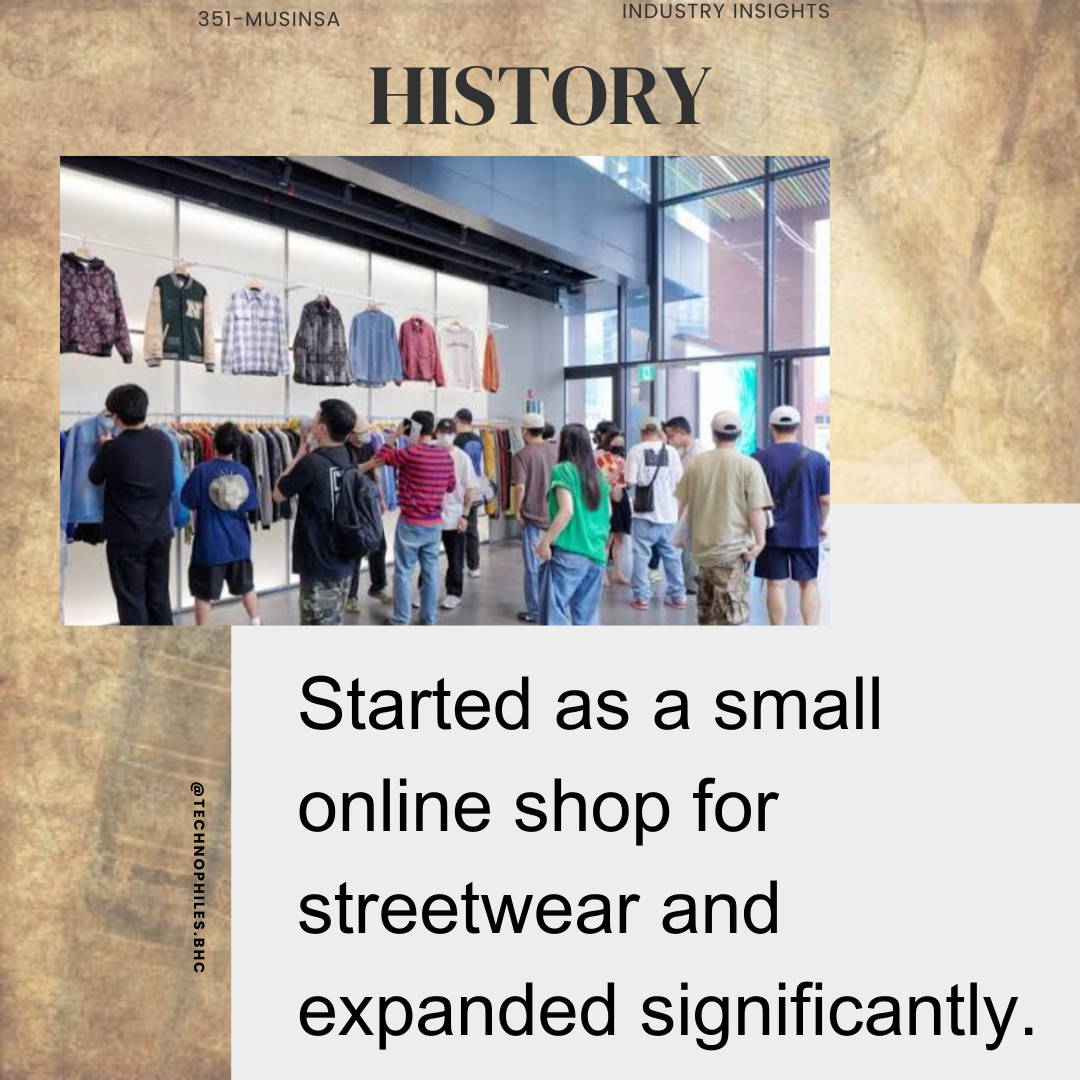 351-MUSINSA
INDUSTRY INSIGHTS
HISTORY
N
Started as a small
online shop for
streetwear and
expanded significantly.
@TECHNOPHILES.BHC